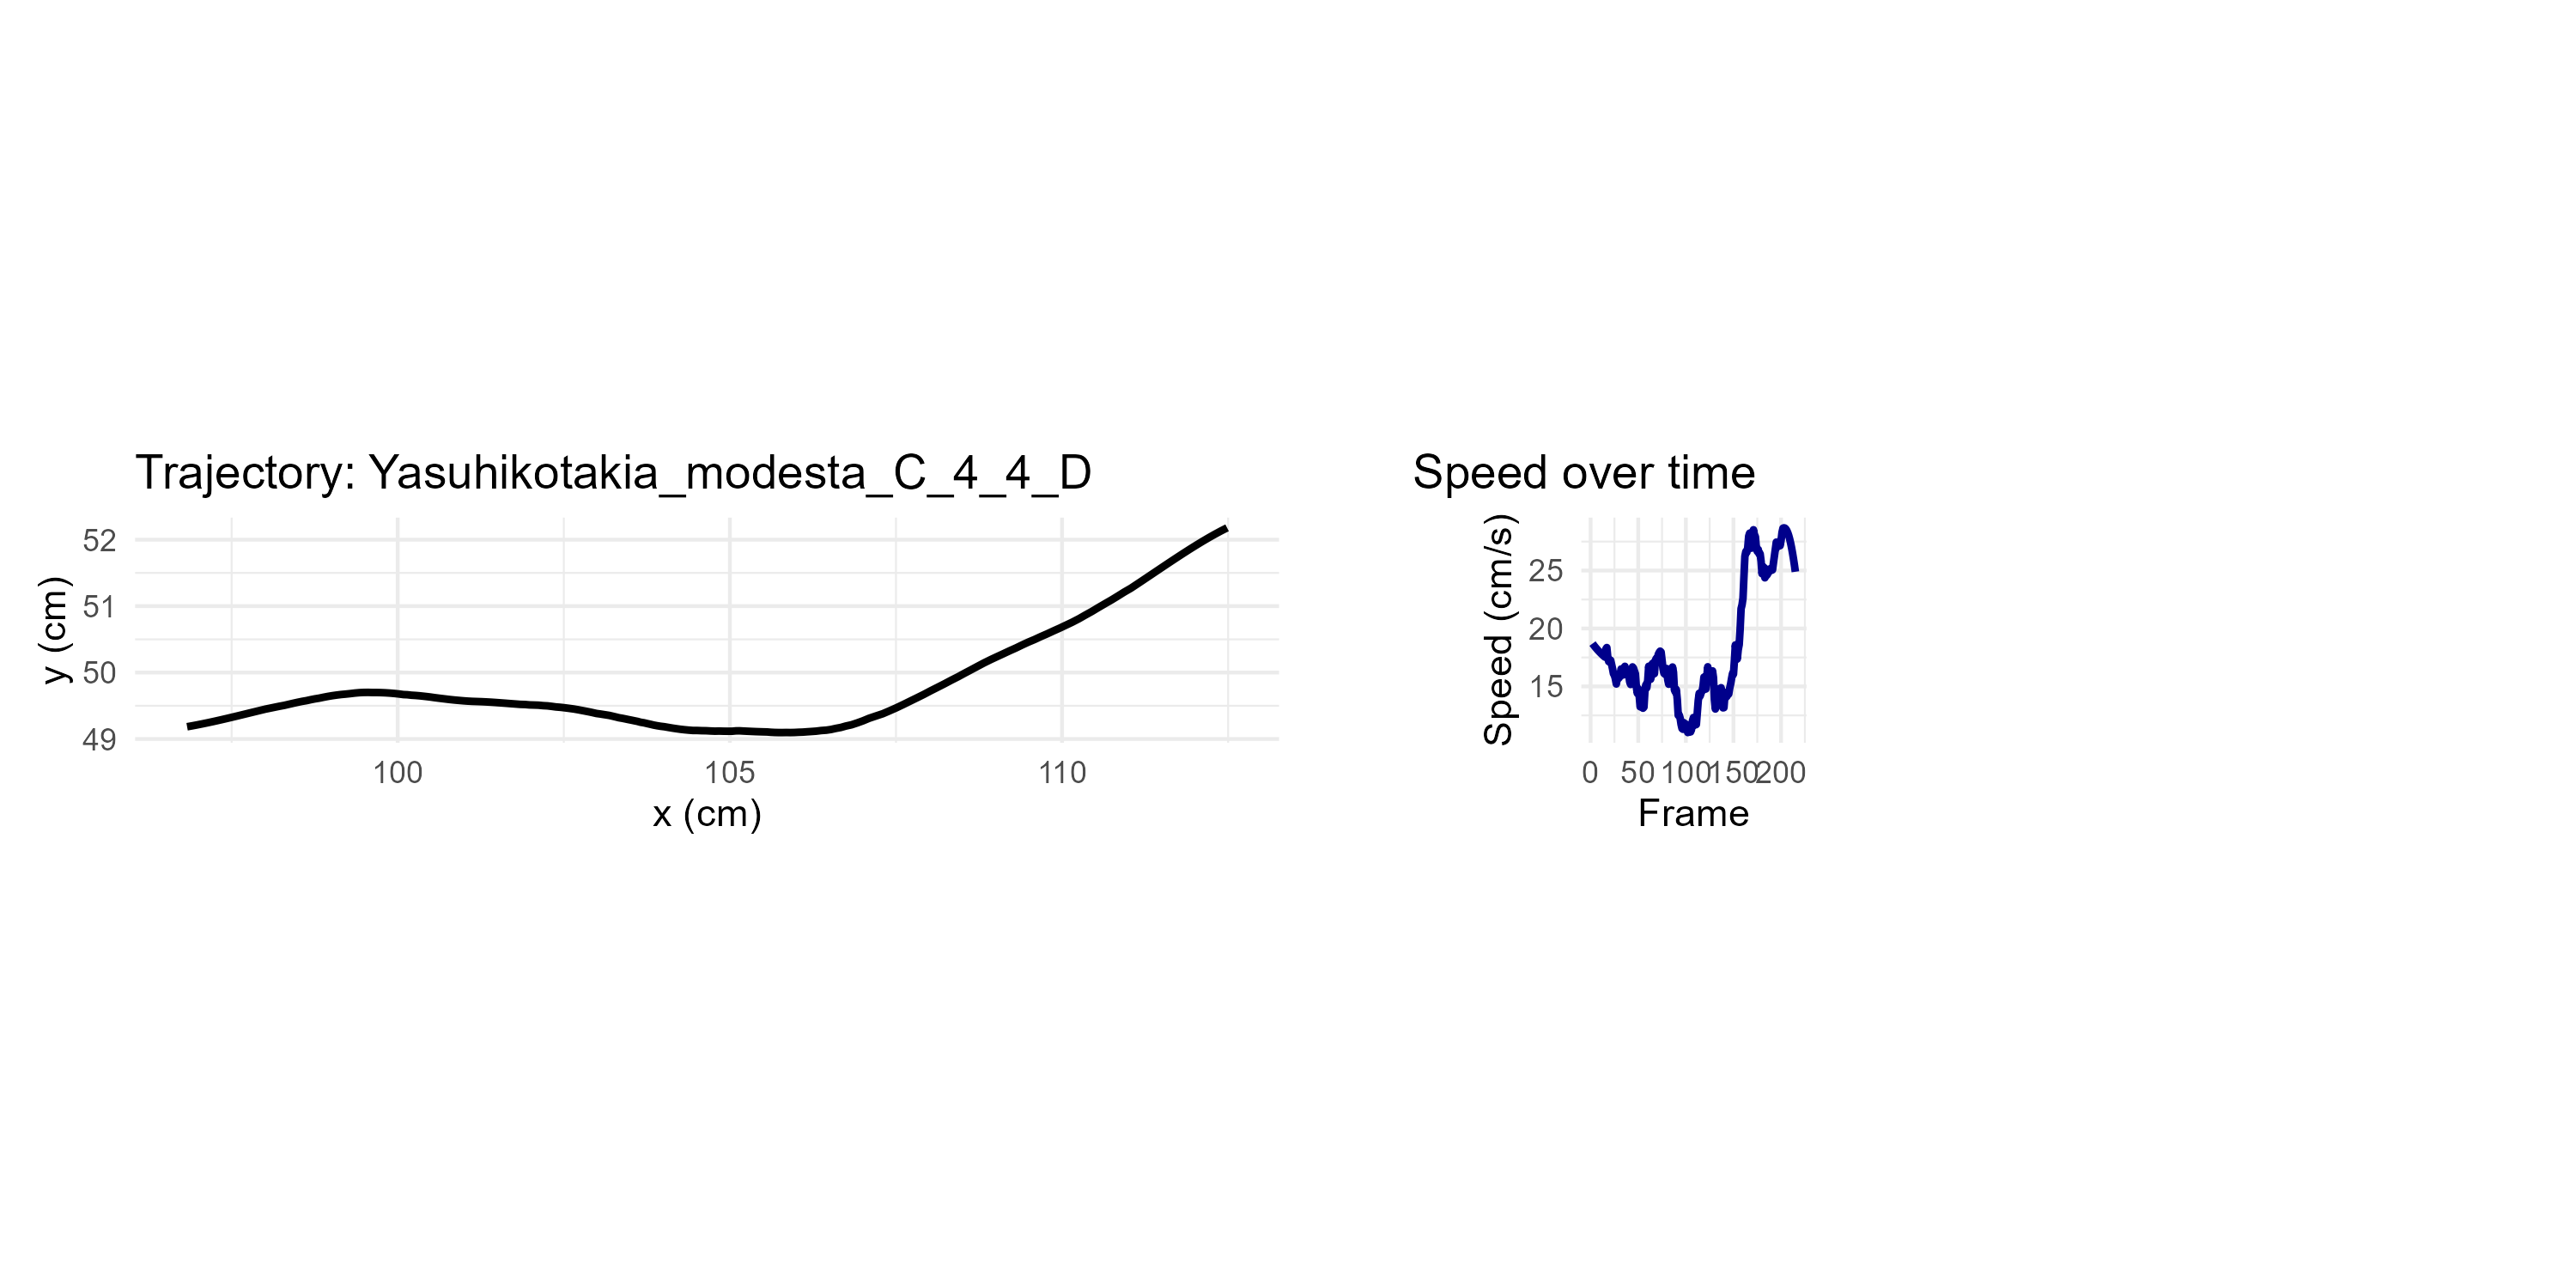 Trajectory: Yasuhikotakia_modesta_C_4_4_D
52
51
50
49
y (cm)
100 105 110
x (cm)
Speed over time
25
20
15
Speed (cm/s)
0 50 100 150 200
Frame